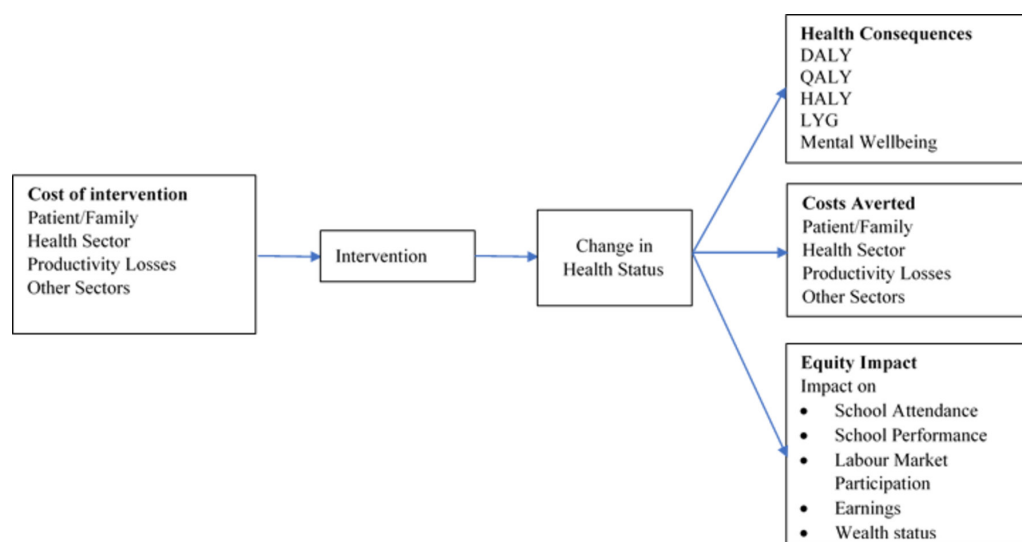 Cost of intervention
Patient/Family
Health Sector
Productivity Losses
Other Sectors
Intervention
Change in
Health Status
Health Consequences
DALY
QALY
HALY
LYG
Mental Wellbeing
Costs Averted
Patient/Family
Health Sector
Productivity Losses
Other Sectors
Equity Impact
Impact on
• School Attendance
• School Performance
• Labour Market
Participation
• Earnings
• Wealth status